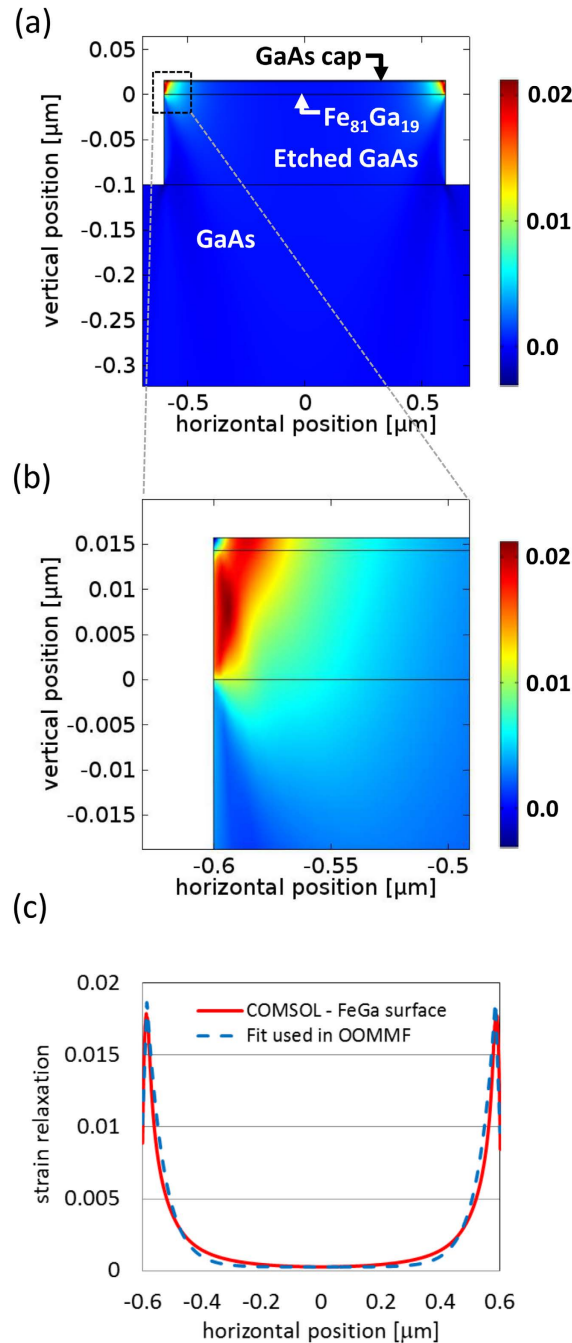 (a)
0.05
0
-0.05
-0.1
-0.15
-0.2
-0.25
-0.3
vertical position [µm]
GaAs cap
Fe₈₁Ga₁₉
Etched GaAs
GaAs
-0.5
0
0.5
horizontal position [µm]
0.02
0.01
0.0
(b)
0.015
0.01
0.005
0
-0.005
-0.01
-0.015
vertical position [µm]
-0.6
-0.55
-0.5
horizontal position [µm]
0.02
0.01
0.0
(c)
0.02
0.015
0.01
0.005
0
strain relaxation
COMSOL - FeGa surface
Fit used in OOMMF
-0.6 -0.4 -0.2 0 0.2 0.4 0.6
horizontal position [µm]